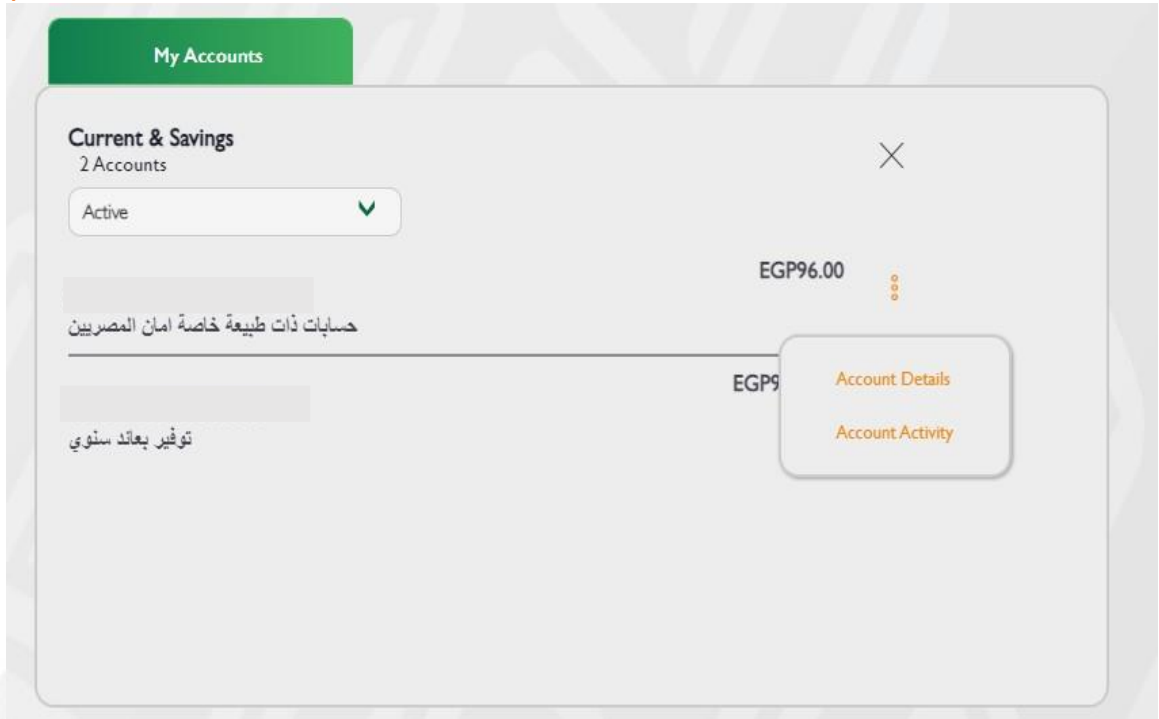 My Accounts
Current & Savings
2 Accounts
Active
EGP96.00
حسابات ذات طبيعة خاصة امان المصريين
EGP9
Account Details
Account Activity
توفير بعائد سنوي